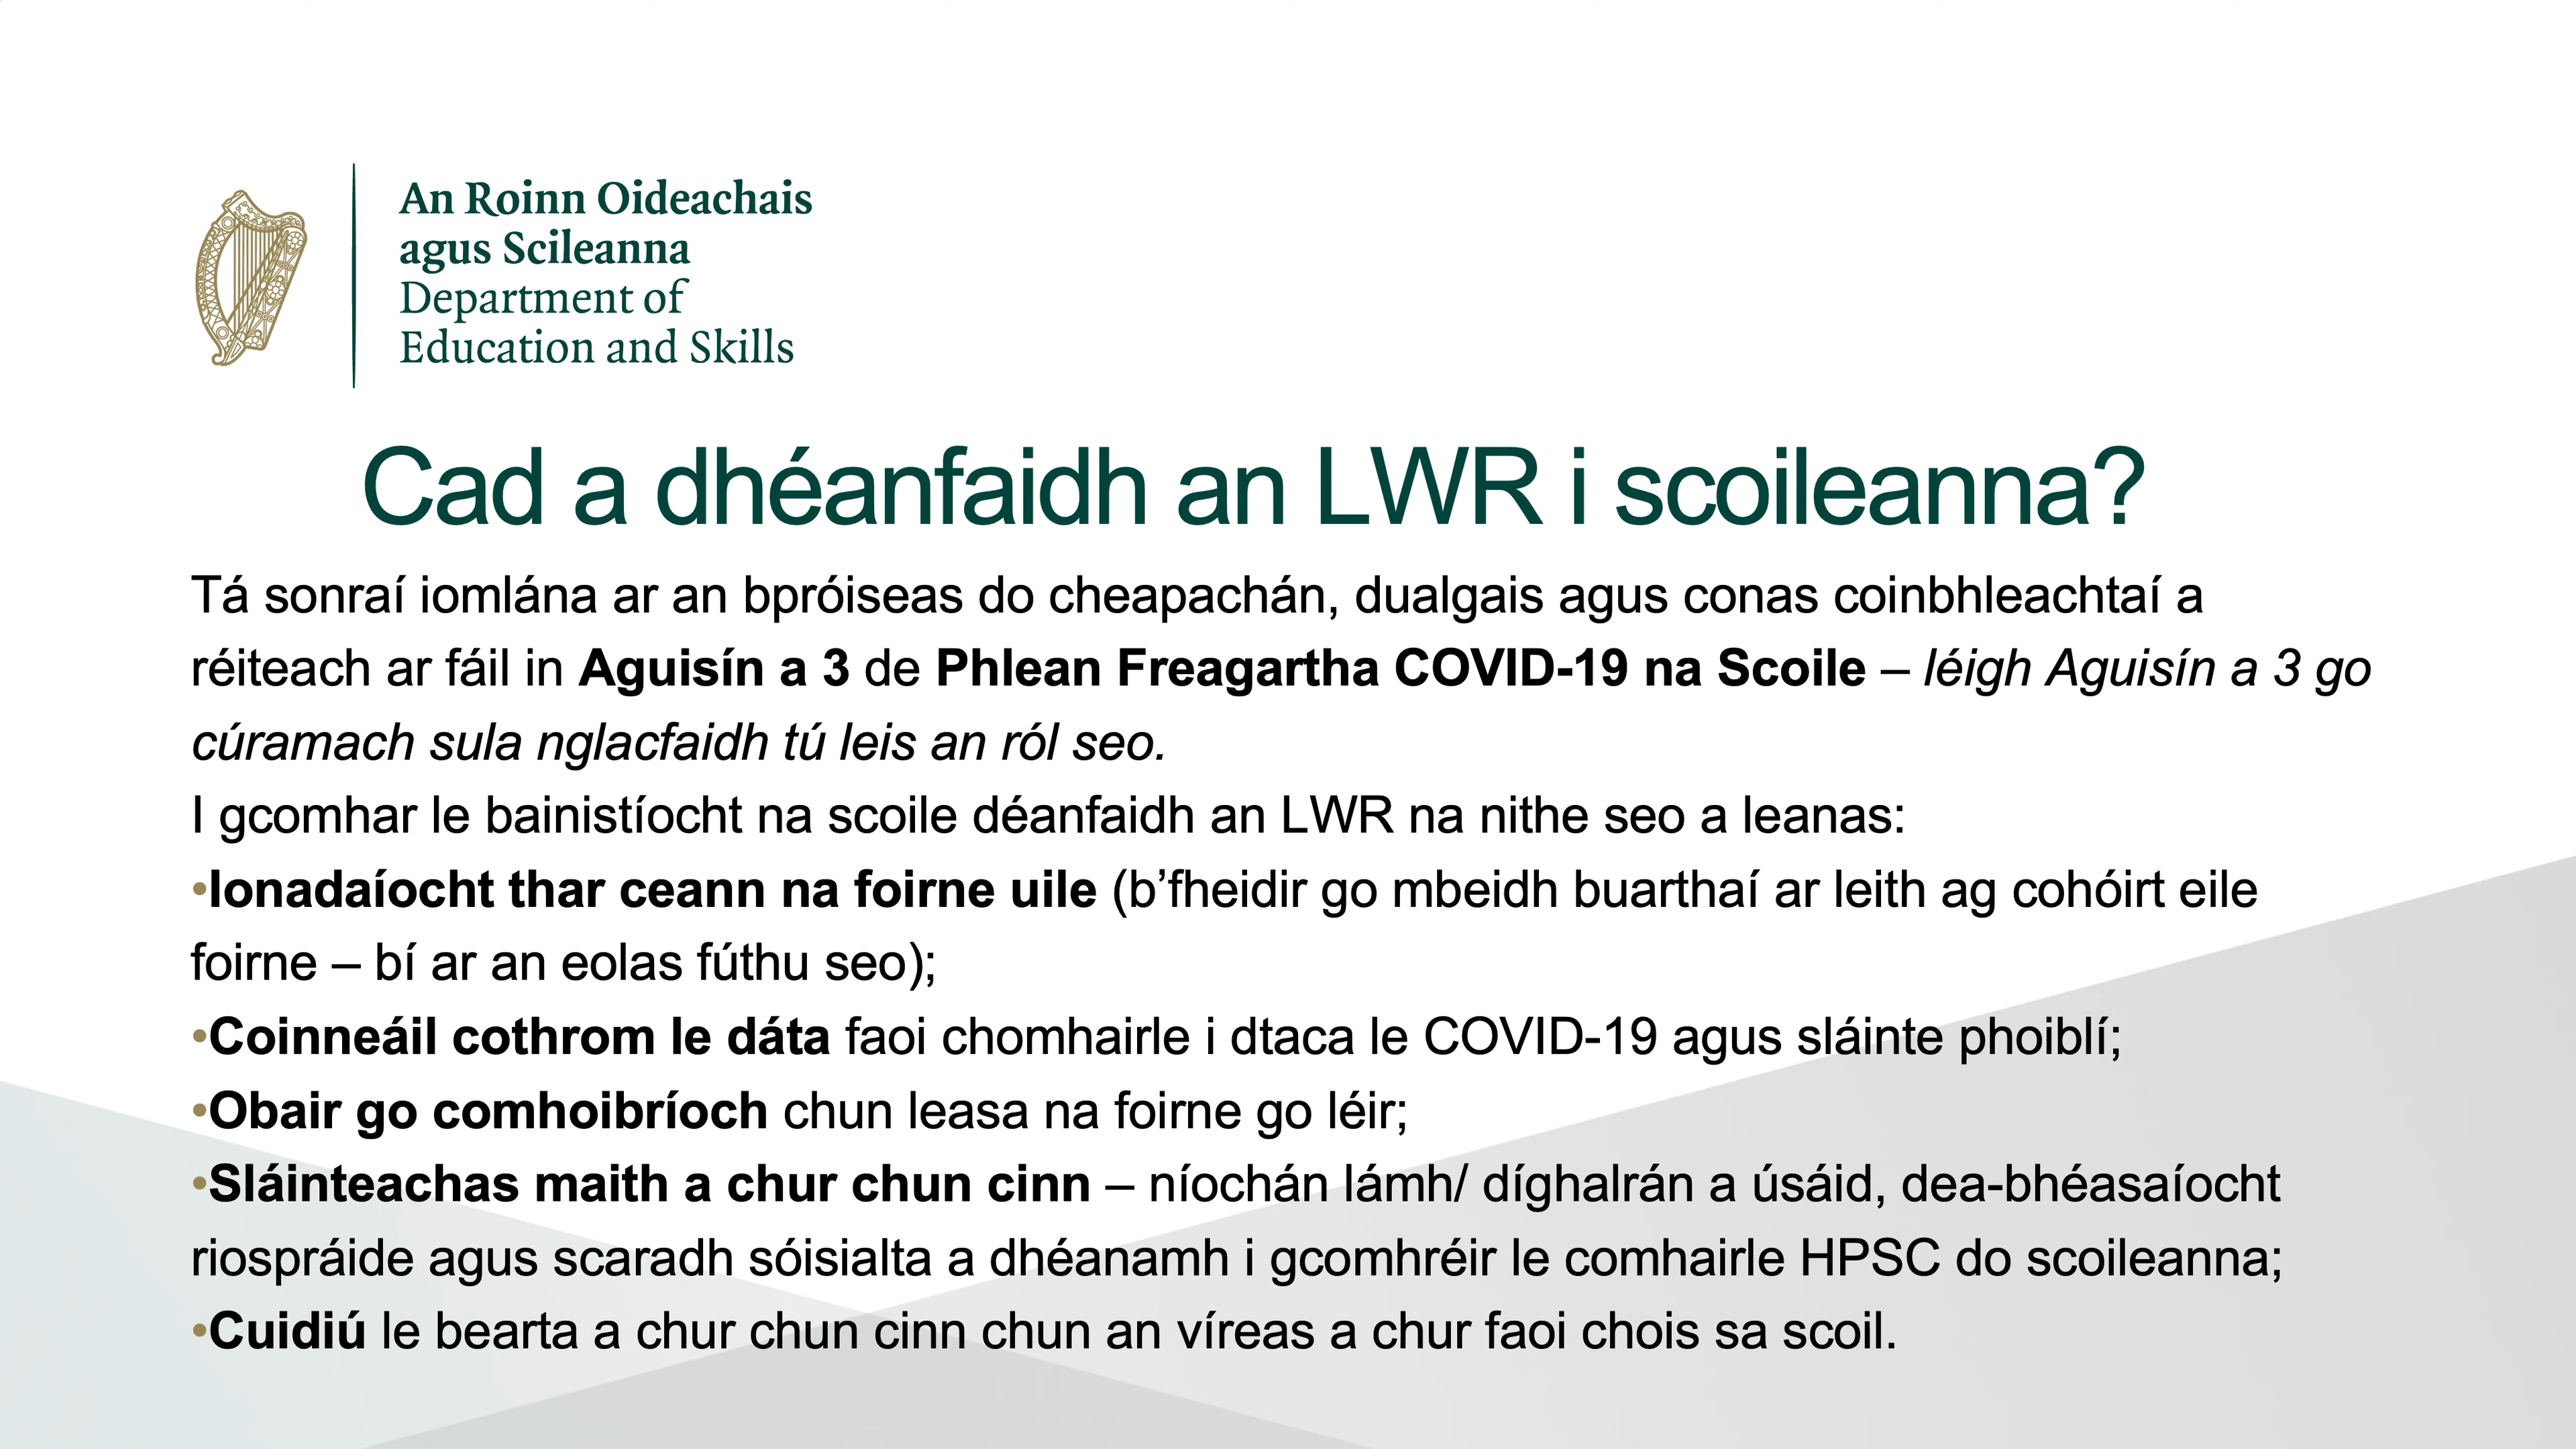 An Roinn Oideachais
agus Scileanna
Department of
Education and Skills
Cad a dhéanfaidh an LWR i scoileanna?
Tá sonraí iomlána ar an bpróiseas do cheapachán, dualgais agus conas coinbhleachtaí a
réiteach ar fáil in Aguisín a 3 de Phlean Freagartha COVID-19 na Scoile – léigh Aguisín a 3 go
cúramach sula nglacfaidh tú leis an ról seo.
I gcomhar le bainistíocht na scoile déanfaidh an LWR na nithe seo a leanas:
•Ionadaíocht thar ceann na foirne uile (b’fheidir go mbeidh buarthaí ar leith ag cohóirt eile
foirne – bí ar an eolas fúthu seo);
•Coinneáil cothrom le dáta faoi chomhairle i dtaca le COVID-19 agus sláinte phoiblí;
•Obair go comhoibríoch chun leasa na foirne go léir;
•Sláinteachas maith a chur chun cinn – níochán lámh/ díghalrán a úsáid, dea-bhéasaíocht
riospráide agus scaradh sóisialta a dhéanamh i gcomhréir le comhairle HPSC do scoileanna;
•Cuidiú le bearta a chur chun cinn chun an víreas a chur faoi chois sa scoil.